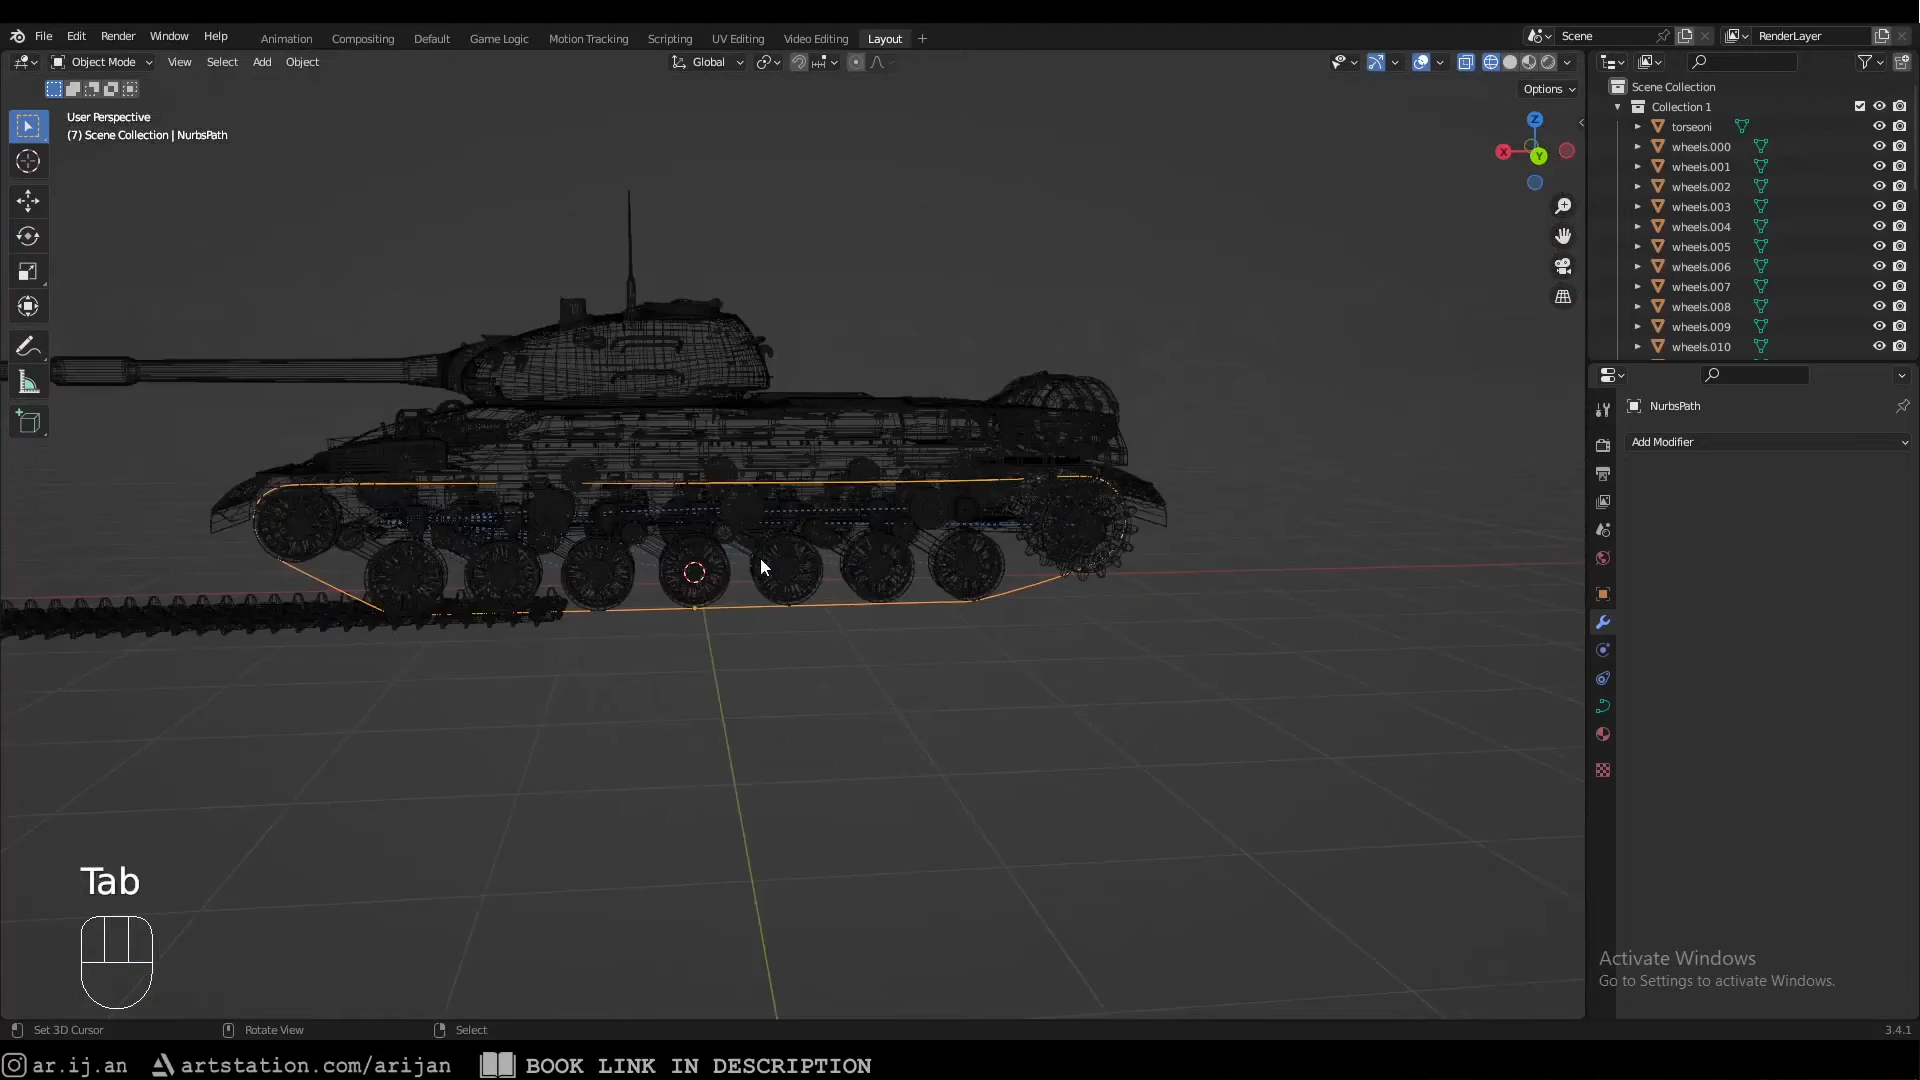 File Edit Render Window Help
Animation Compositing Default Game Logic Motion Tracking Scripting UV Editing Video Editing Layout
Scene
RenderLayer
Object Mode View Select Add Object
Global
Options
User Perspective
(7) Scene Collection | NurbsPath
Z
X
Y
Scene Collection
Collection 1
torseoni
wheels.000
wheels.001
wheels.002
wheels.003
wheels.004
wheels.005
wheels.006
wheels.007
wheels.008
wheels.009
wheels.010
NurbsPath
Add Modifier
Tab
Activate Windows
Go to Settings to activate Windows.
Set 3D Cursor Rotate View Select
3.4.1
ar.ij.an artstation.com/arijan BOOK LINK IN DESCRIPTION